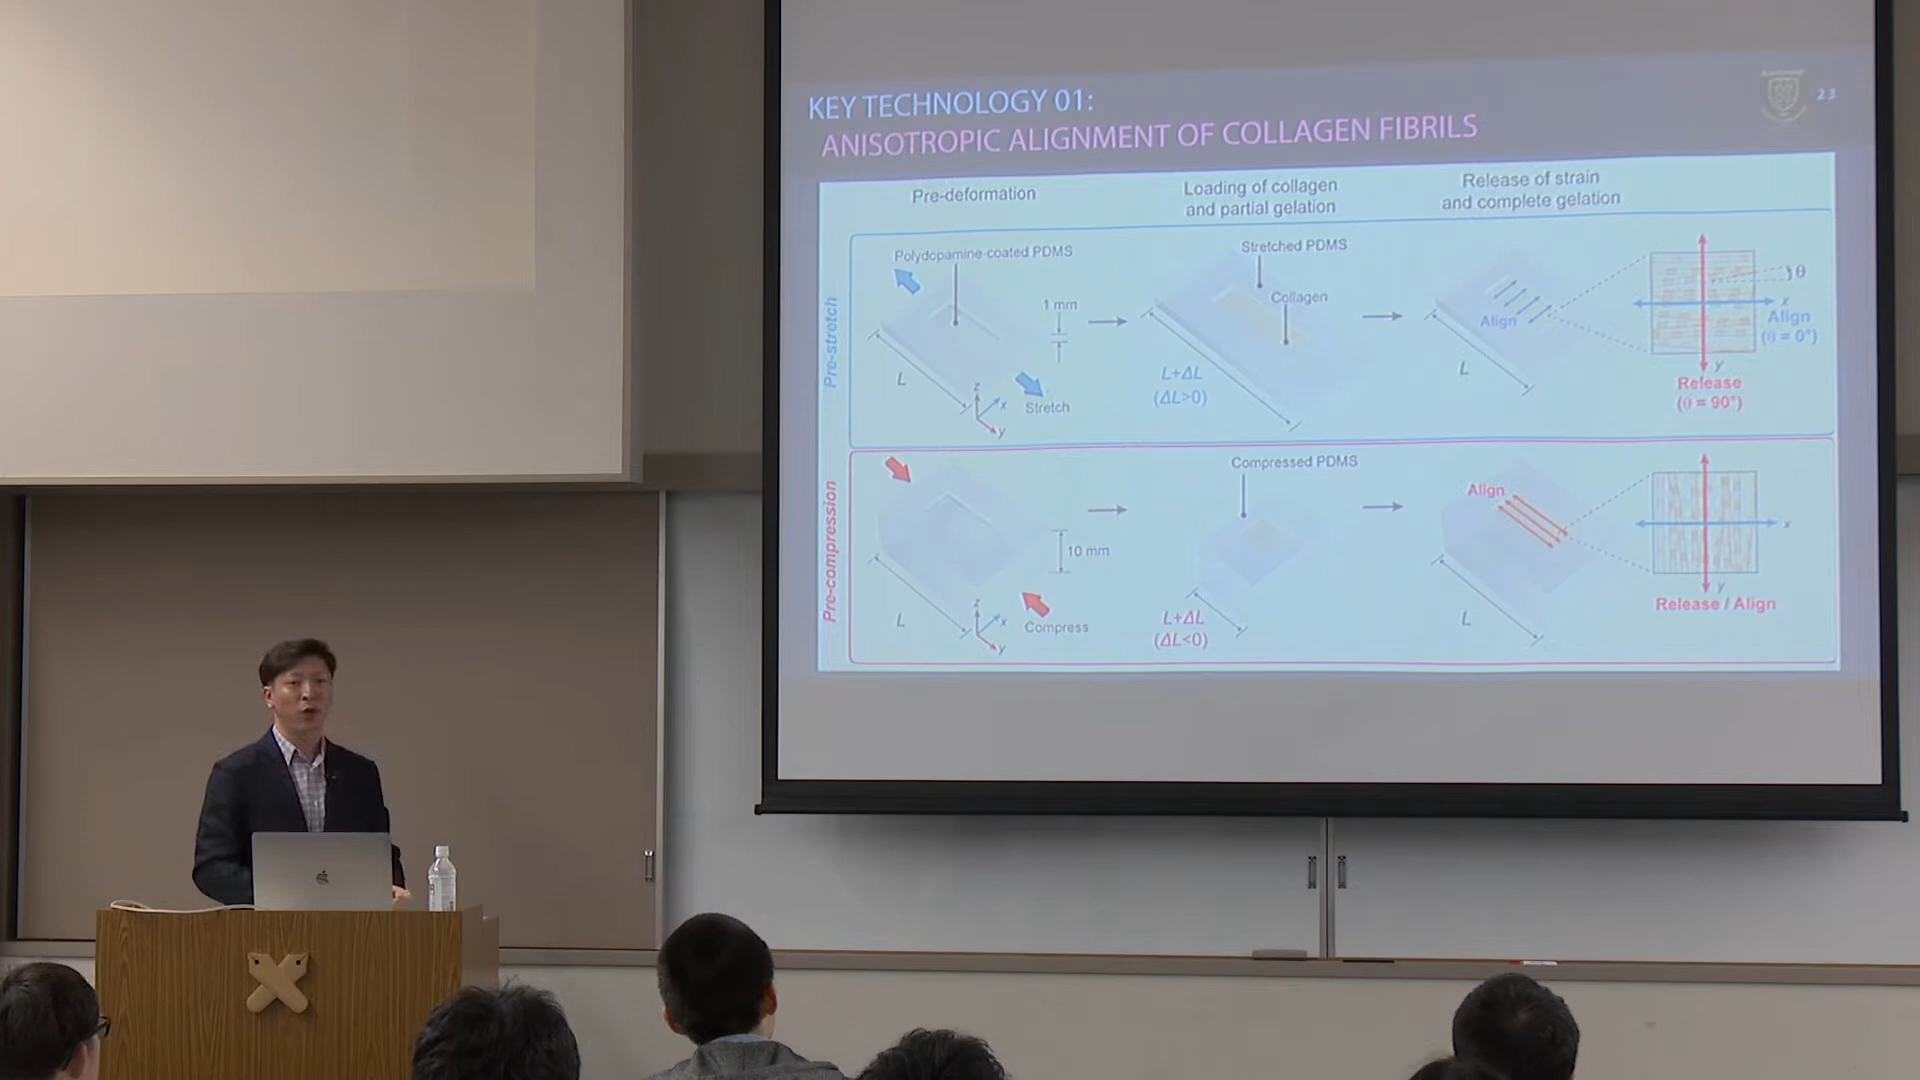 KEY TECHNOLOGY 01:
ANISOTROPIC ALIGNMENT OF COLLAGEN FIBRILS
23
Pre-deformation
Loading of collagen
and partial gelation
Release of strain
and complete gelation
Pre-stretch
Polydopamine-coated PDMS
1 mm
L
z
x
y
Stretch
Stretched PDMS
Collagen
L+ΔL
(ΔL>0)
Align
L
θ
x
Align
(θ = 0°)
y
Release
(θ = 90°)
Pre-compression
10 mm
L
z
x
y
Compress
Compressed PDMS
L+ΔL
(ΔL<0)
Align
L
x
y
Release / Align